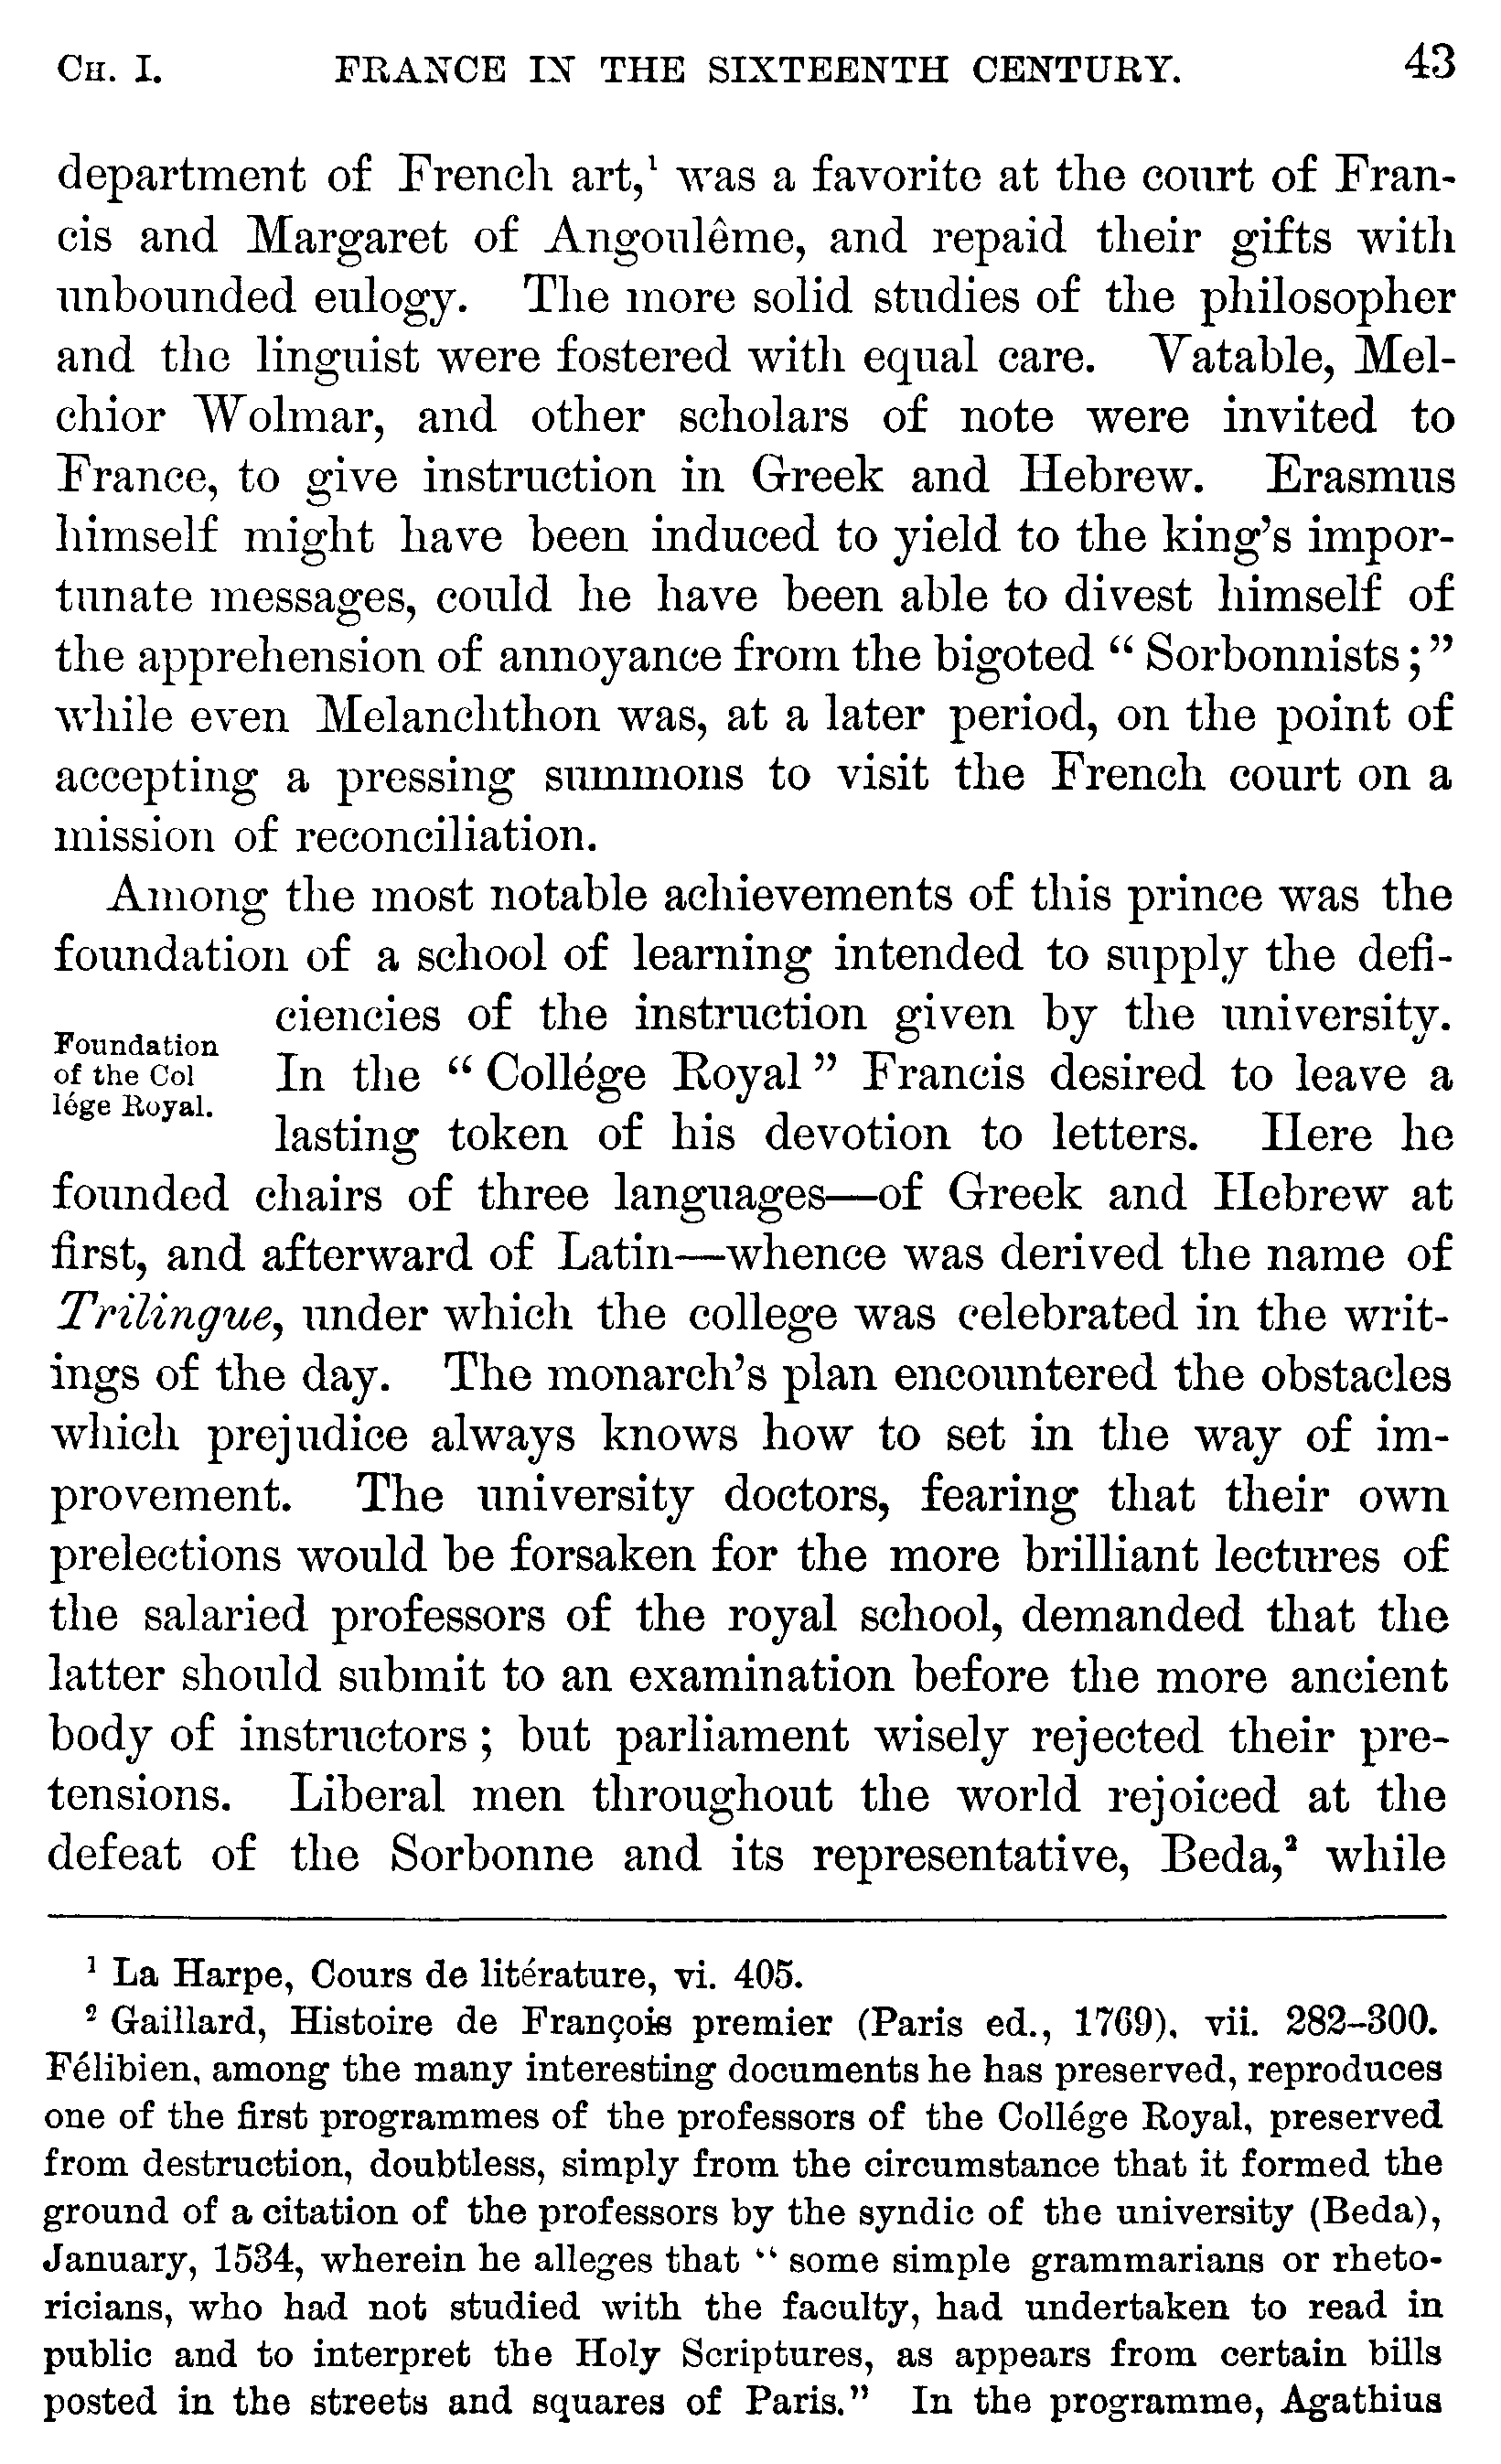 CH. I. FRANCE IN THE SIXTEENTH CENTURY. 43
department of French art,¹ was a favorite at the court of Fran-
cis and Margaret of Angoulême, and repaid their gifts with
unbounded eulogy. The more solid studies of the philosopher
and the linguist were fostered with equal care. Vatable, Mel-
chior Wolmar, and other scholars of note were invited to
France, to give instruction in Greek and Hebrew. Erasmus
himself might have been induced to yield to the king's impor-
tunate messages, could he have been able to divest himself of
the apprehension of annoyance from the bigoted “ Sorbonnists ; ”
while even Melanchthon was, at a later period, on the point of
accepting a pressing summons to visit the French court on a
mission of reconciliation.
Among the most notable achievements of this prince was the
foundation of a school of learning intended to supply the defi-
ciencies of the instruction given by the university.
Foundation
of the Col
lége Royal.
In the “ Collége Royal ” Francis desired to leave a
lasting token of his devotion to letters. Here he
founded chairs of three languages—of Greek and Hebrew at
first, and afterward of Latin—whence was derived the name of
Trilingue, under which the college was celebrated in the writ-
ings of the day. The monarch's plan encountered the obstacles
which prejudice always knows how to set in the way of im-
provement. The university doctors, fearing that their own
prelections would be forsaken for the more brilliant lectures of
the salaried professors of the royal school, demanded that the
latter should submit to an examination before the more ancient
body of instructors ; but parliament wisely rejected their pre-
tensions. Liberal men throughout the world rejoiced at the
defeat of the Sorbonne and its representative, Beda,² while
¹ La Harpe, Cours de litérature, vi. 405.
² Gaillard, Histoire de François premier (Paris ed., 1769), vii. 282–300.
Félibien, among the many interesting documents he has preserved, reproduces
one of the first programmes of the professors of the Collége Royal, preserved
from destruction, doubtless, simply from the circumstance that it formed the
ground of a citation of the professors by the syndic of the university (Beda),
January, 1534, wherein he alleges that “ some simple grammarians or rheto-
ricians, who had not studied with the faculty, had undertaken to read in
public and to interpret the Holy Scriptures, as appears from certain bills
posted in the streets and squares of Paris.” In the programme, Agathius